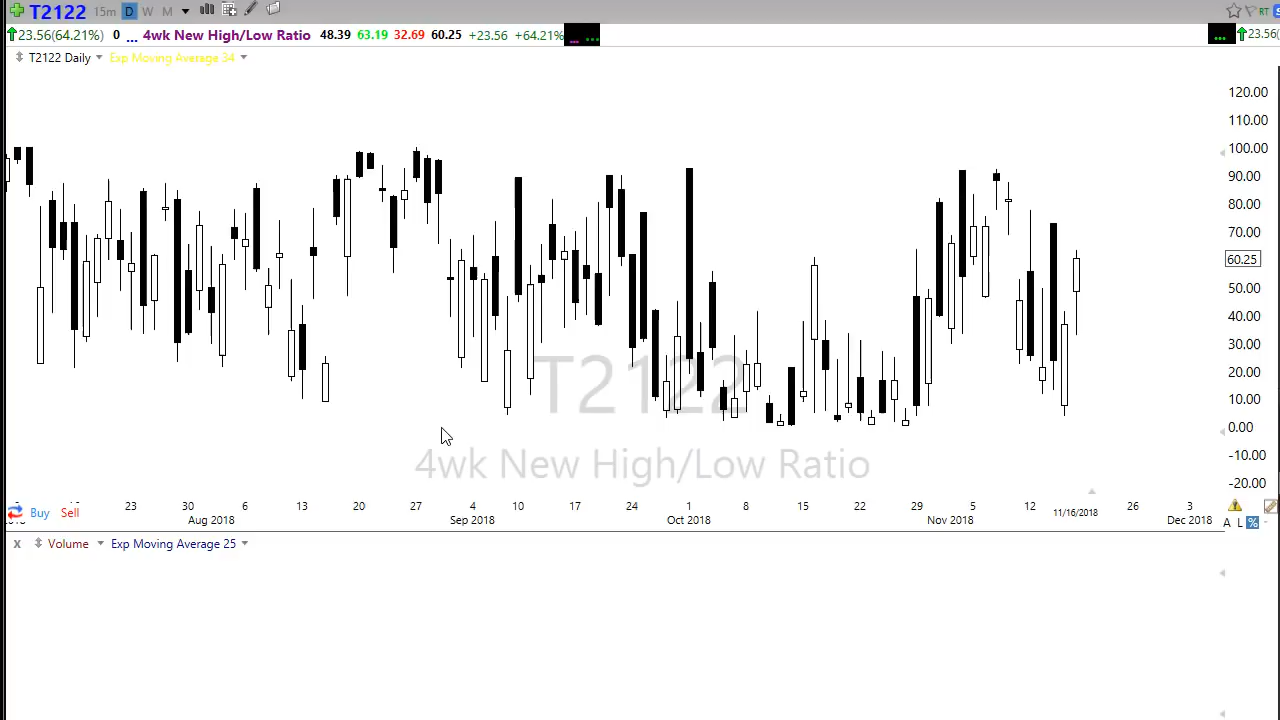 T2122 15m D W M RT
23.56(64.21%) 0 ... 4wk New High/Low Ratio 48.39 63.19 32.69 60.25 +23.56 +64.21% ... 23.56(
T2122 Daily Exp Moving Average 34
120.00
110.00
100.00
90.00
80.00
70.00
60.25
50.00
40.00
30.00
20.00
10.00
0.00
-10.00
-20.00
T2122
4wk New High/Low Ratio
23 30 6 13 20 27 4 10 17 24 1 8 15 22 29 5 12 11/16/2018 26 3
Aug 2018 Sep 2018 Oct 2018 Nov 2018 Dec 2018
Buy Sell
A L %
x Volume Exp Moving Average 25